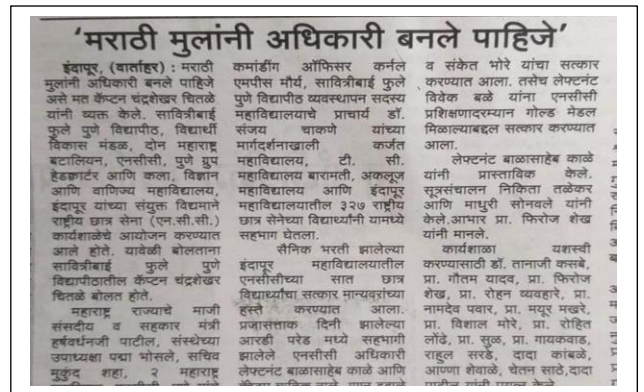 'मराठी मुलांनी अधिकारी बनले पाहिजे'
इंदापूर, (वार्ताहर) : मराठी
मुलांनी अधिकारी बनले पाहिजे
असे मत कॅप्टन चंद्रशेखर चितळे
यांनी व्यक्त केले. सावित्रीबाई
फुले पुणे विद्यापीठ, विद्यार्थी
विकास मंडळ, दोन महाराष्ट्र
बटालियन, एनसीसी, पुणे ग्रुप
हेडक्वार्टर आणि कला, विज्ञान
आणि वाणिज्य महाविद्यालय,
इंदापूर यांच्या संयुक्त विद्यमाने
राष्ट्रीय छात्र सेना (एन.सी.सी.)
कार्यशाळेचे आयोजन करण्यात
आले होते. यावेळी बोलताना
सावित्रीबाई फुले पुणे
विद्यापीठातील कॅप्टन चंद्रशेखर
चितळे बोलत होते.
महाराष्ट्र राज्याचे माजी
संसदीय व सहकार मंत्री
हर्षवर्धनजी पाटील, संस्थेच्या
उपाध्यक्षा पद्मा भोसले, सचिव
मुकुंद शहा, २ महाराष्ट्र
कमांडींग ऑफिसर कर्नल
एमपीस मौर्य, सावित्रीबाई फुले
पुणे विद्यापीठ व्यवस्थापन सदस्य
महाविद्यालयाचे प्राचार्य डॉ.
संजय चाकणे यांच्या
मार्गदर्शनाखाली कर्जत
महाविद्यालय, टी. सी.
महाविद्यालय बारामती, अकलूज
महाविद्यालय आणि इंदापूर
महाविद्यालयातील ३२७ राष्ट्रीय
छात्र सेनेच्या विद्यार्थ्यांनी यामध्ये
सहभाग घेतला.
सैनिक भरती झालेल्या
इंदापूर महाविद्यालयातील
एनसीसीच्या सात छात्र
विद्यार्थ्यांचा सत्कार मान्यवरांच्या
हस्ते करण्यात आला.
प्रजासत्ताक दिनी झालेल्या
आरडी परेड मध्ये सहभागी
झालेले एनसीसी अधिकारी
लेफ्टनंट बाळासाहेब काळे आणि
व संकेत भोरे यांचा सत्कार
करण्यात आला. तसेच लेफ्टनंट
विवेक बळे यांना एनसीसी
प्रशिक्षणादरम्यान गोल्ड मेडल
मिळाल्याबद्दल सत्कार करण्यात
आला.
लेफ्टनंट बाळासाहेब काळे
यांनी प्रास्ताविक केले.
सूत्रसंचालन निकिता तळेकर
आणि माधुरी सोनवले यांनी
केले.आभार प्रा. फिरोज शेख
यांनी मानले.
कार्यशाळा यशस्वी
करण्यासाठी डॉ. तानाजी कसबे,
प्रा. गौतम यादव, प्रा. फिरोज
शेख, प्रा. रोहन व्यवहारे, प्रा.
नामदेव पवार, प्रा. मयूर मखरे,
प्रा. विशाल मोरे, प्रा. रोहित
लोंढे, प्रा. सुळ, प्रा. गायकवाड,
राहुल सरडे, दादा कांबळे,
आण्णा शेवाळे, चेतन साठे,दादा